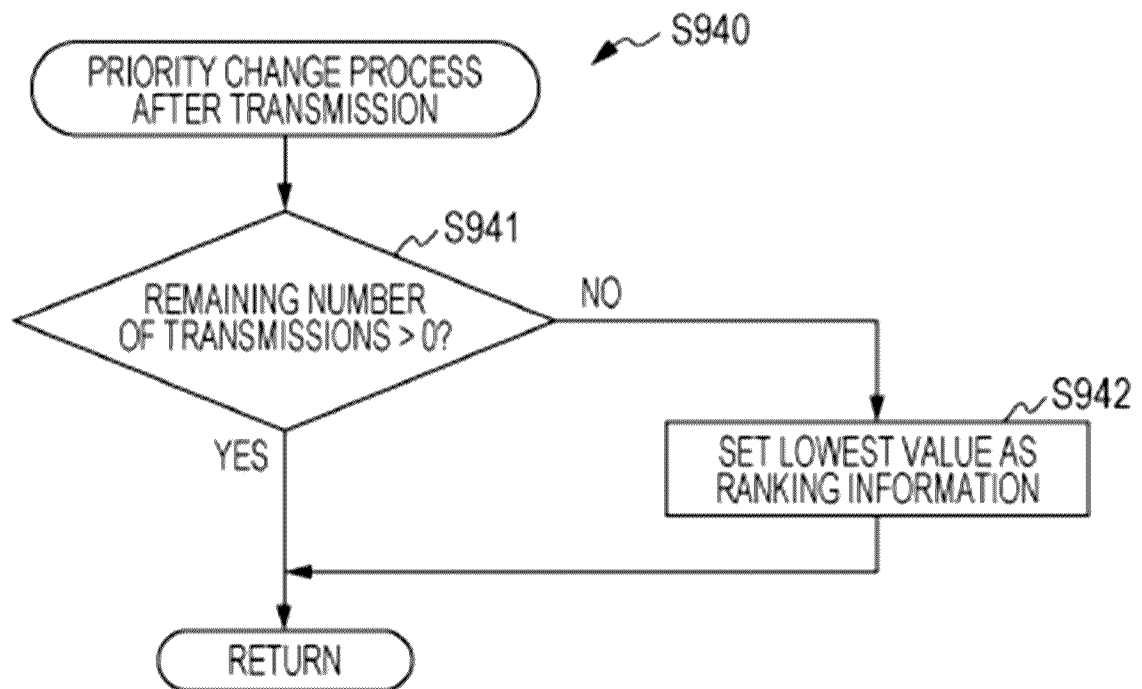 S940
PRIORITY CHANGE PROCESS
AFTER TRANSMISSION
S941
REMAINING NUMBER
OF TRANSMISSIONS > 0?
NO
S942
YES
SET LOWEST VALUE AS
RANKING INFORMATION
RETURN